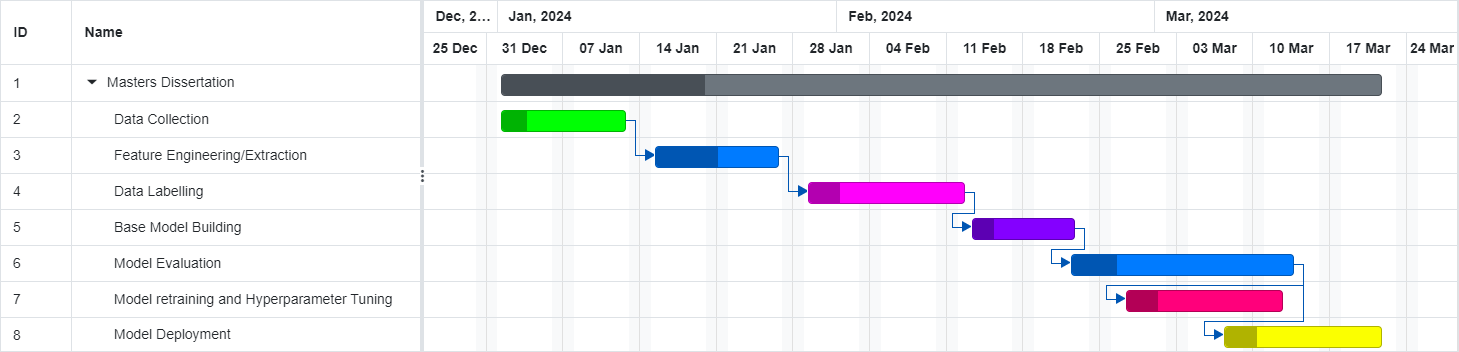 ID Name Dec, 2... Jan, 2024 Feb, 2024 Mar, 2024
25 Dec 31 Dec 07 Jan 14 Jan 21 Jan 28 Jan 04 Feb 11 Feb 18 Feb 25 Feb 03 Mar 10 Mar 17 Mar 24 Mar
1 Masters Dissertation
2 Data Collection
3 Feature Engineering/Extraction
4 Data Labelling
5 Base Model Building
6 Model Evaluation
7 Model retraining and Hyperparameter Tuning
8 Model Deployment